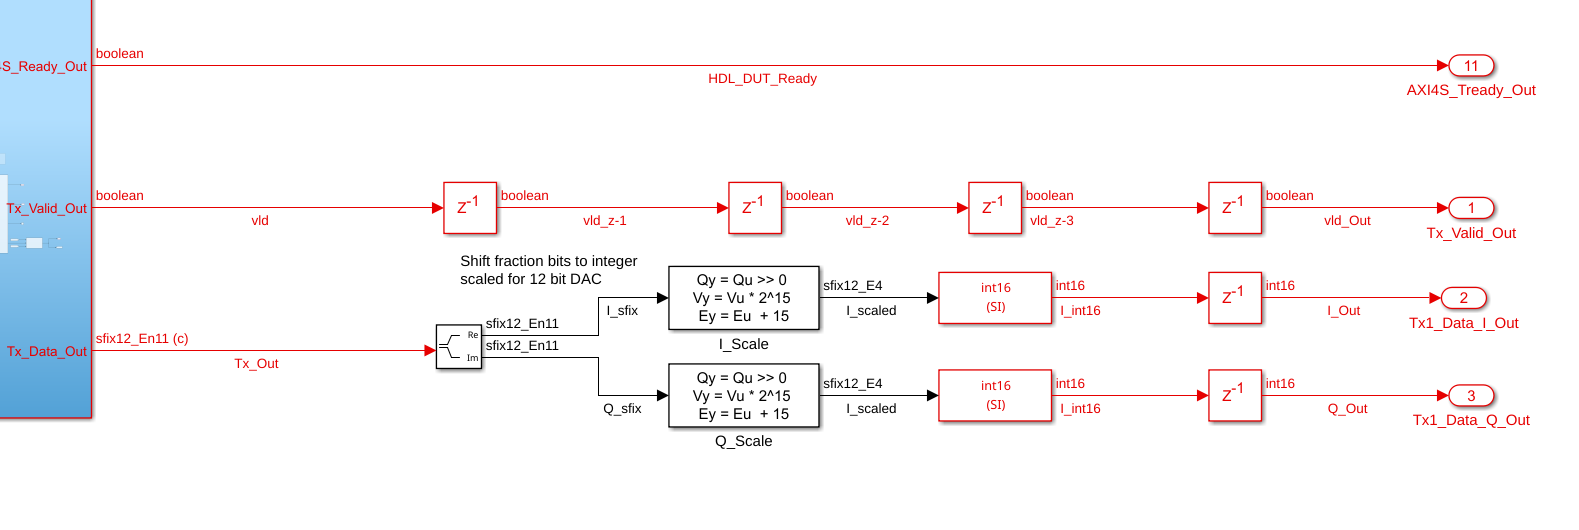 boolean
4S_Ready_Out
HDL_DUT_Ready
11
AXI4S_Tready_Out
boolean
Tx_Valid_Out
vld
Z-1
boolean
vld_z-1
Z-1
boolean
vld_z-2
Z-1
boolean
vld_z-3
Z-1
boolean
vld_Out
1
Tx_Valid_Out
Shift fraction bits to integer
scaled for 12 bit DAC
Qy = Qu >> 0
Vy = Vu * 2^15
Ey = Eu + 15
I_Scale
sfix12_E4
I_scaled
int16
(SI)
int16
I_int16
Z-1
int16
I_Out
2
Tx1_Data_I_Out
I_sfix
sfix12_En11 (c)
Tx_Data_Out
Tx_Out
Re
Im
sfix12_En11
sfix12_En11
Q_sfix
Qy = Qu >> 0
Vy = Vu * 2^15
Ey = Eu + 15
Q_Scale
sfix12_E4
I_scaled
int16
(SI)
int16
I_int16
Z-1
int16
Q_Out
3
Tx1_Data_Q_Out